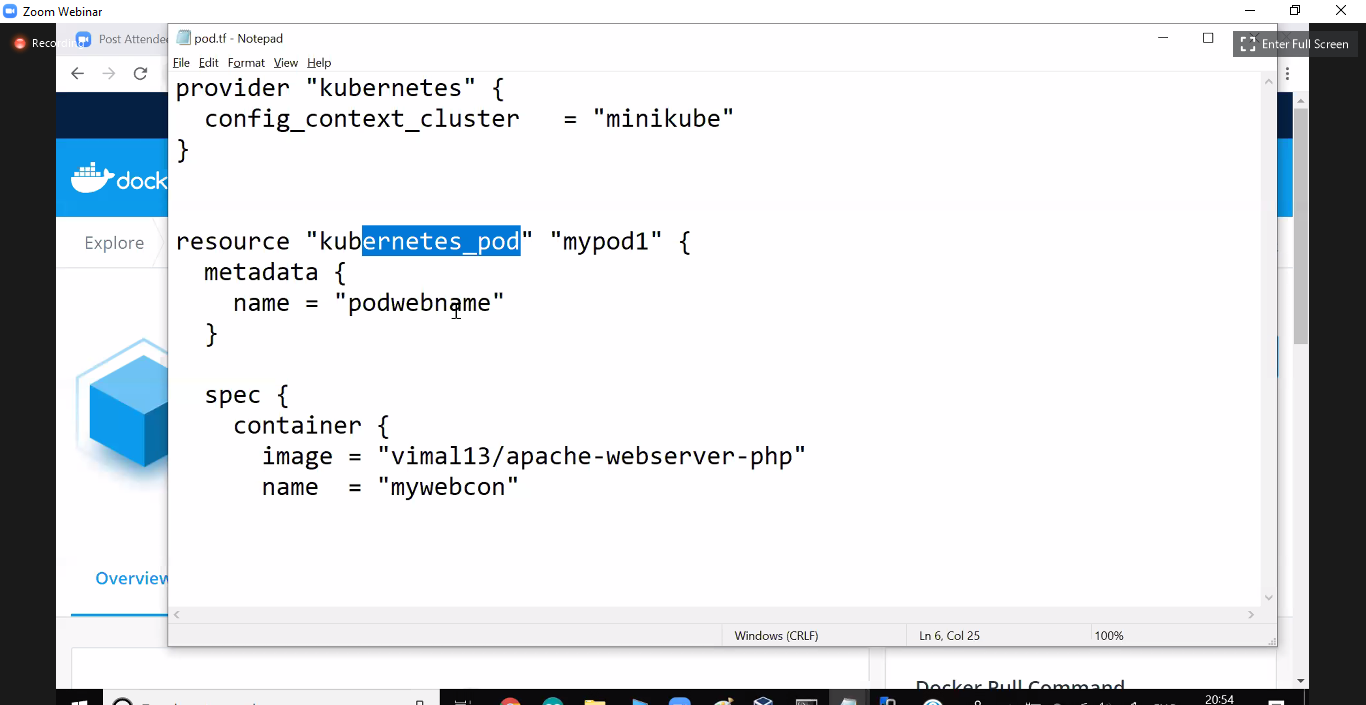 Zoom Webinar
Recording
Post Attendee
pod.tf - Notepad
Enter Full Screen
File Edit Format View Help
provider "kubernetes" {
config_context_cluster = "minikube"
}
docke
Explore
resource "kubernetes_pod" "mypod1" {
metadata {
name = "podwebname"
}
spec {
container {
image = "vimal13/apache-webserver-php"
name = "mywebcon"
Overview
Windows (CRLF)
Ln 6, Col 25
100%
Docker Pull Command
20:54